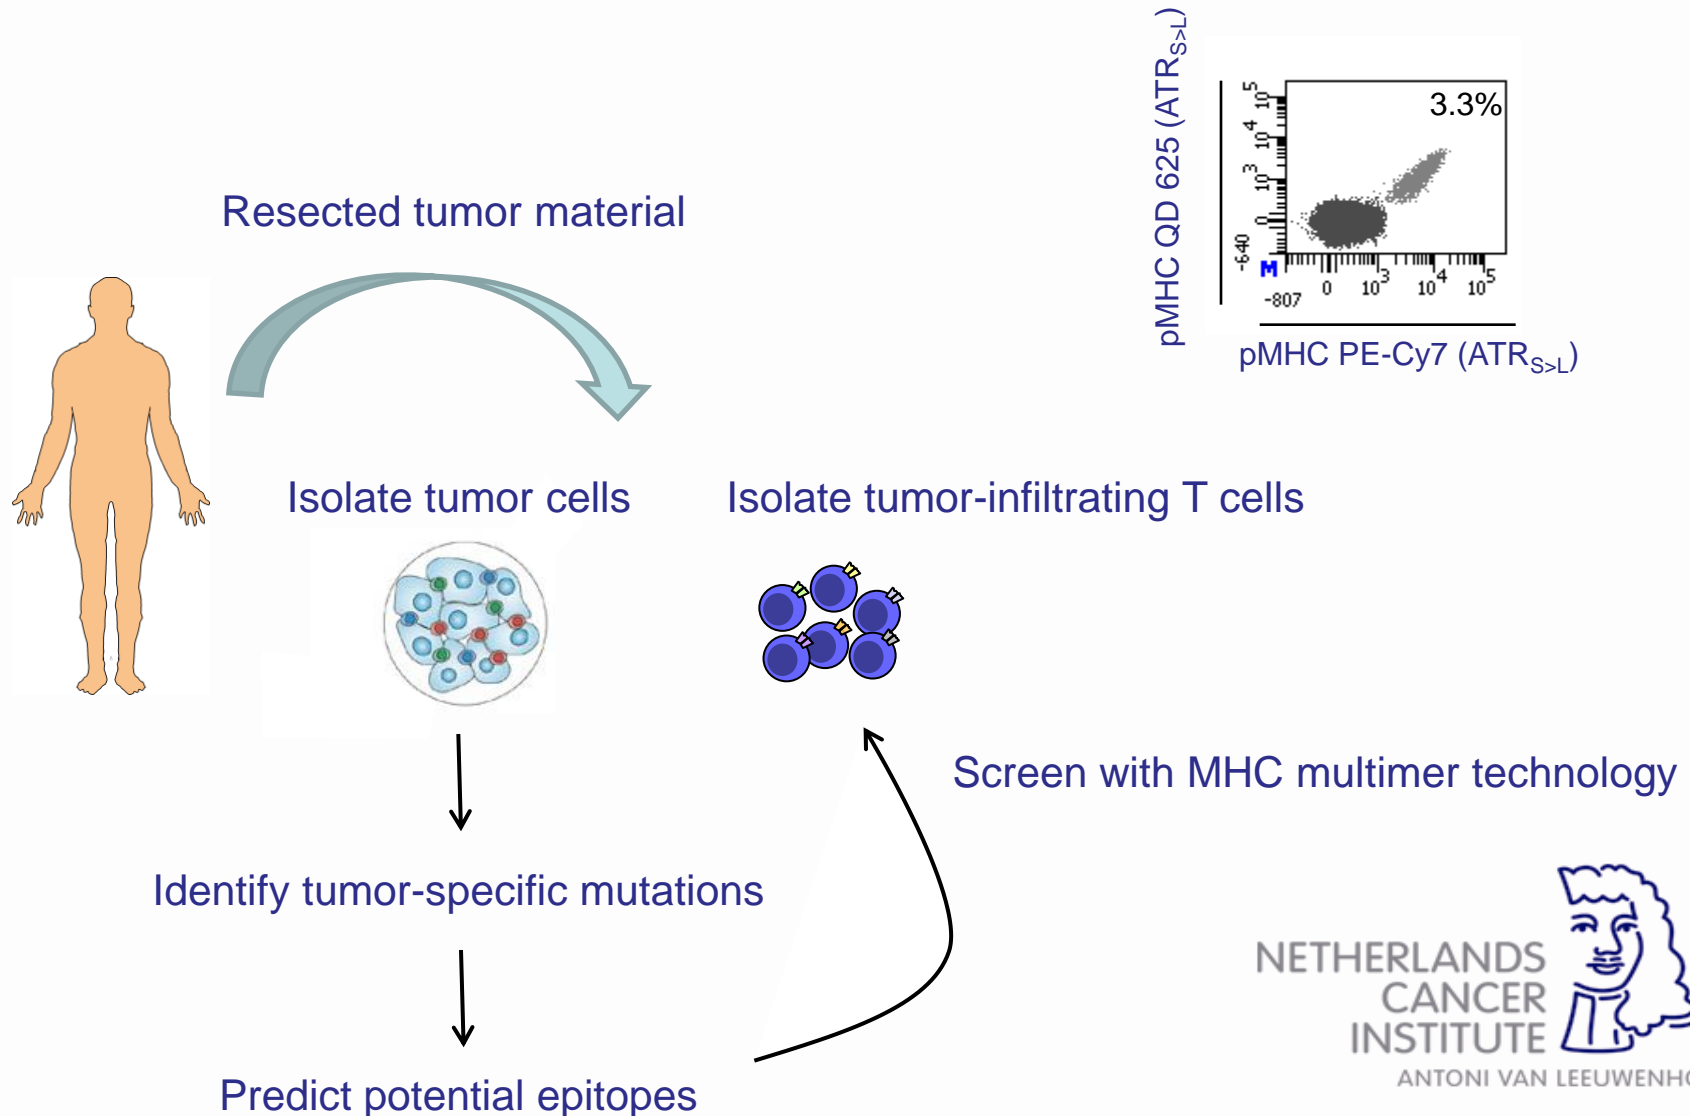 pMHC QD 625 (ATRS>L)
10^5
10^4
10^3
0
-640
3.3%
M
-807 0 10^3 10^4 10^5
pMHC PE-Cy7 (ATRS>L)
Resected tumor material
Isolate tumor cells
Isolate tumor-infiltrating T cells
Screen with MHC multimer technology
Identify tumor-specific mutations
Predict potential epitopes
NETHERLANDS
CANCER
INSTITUTE
ANTONI VAN